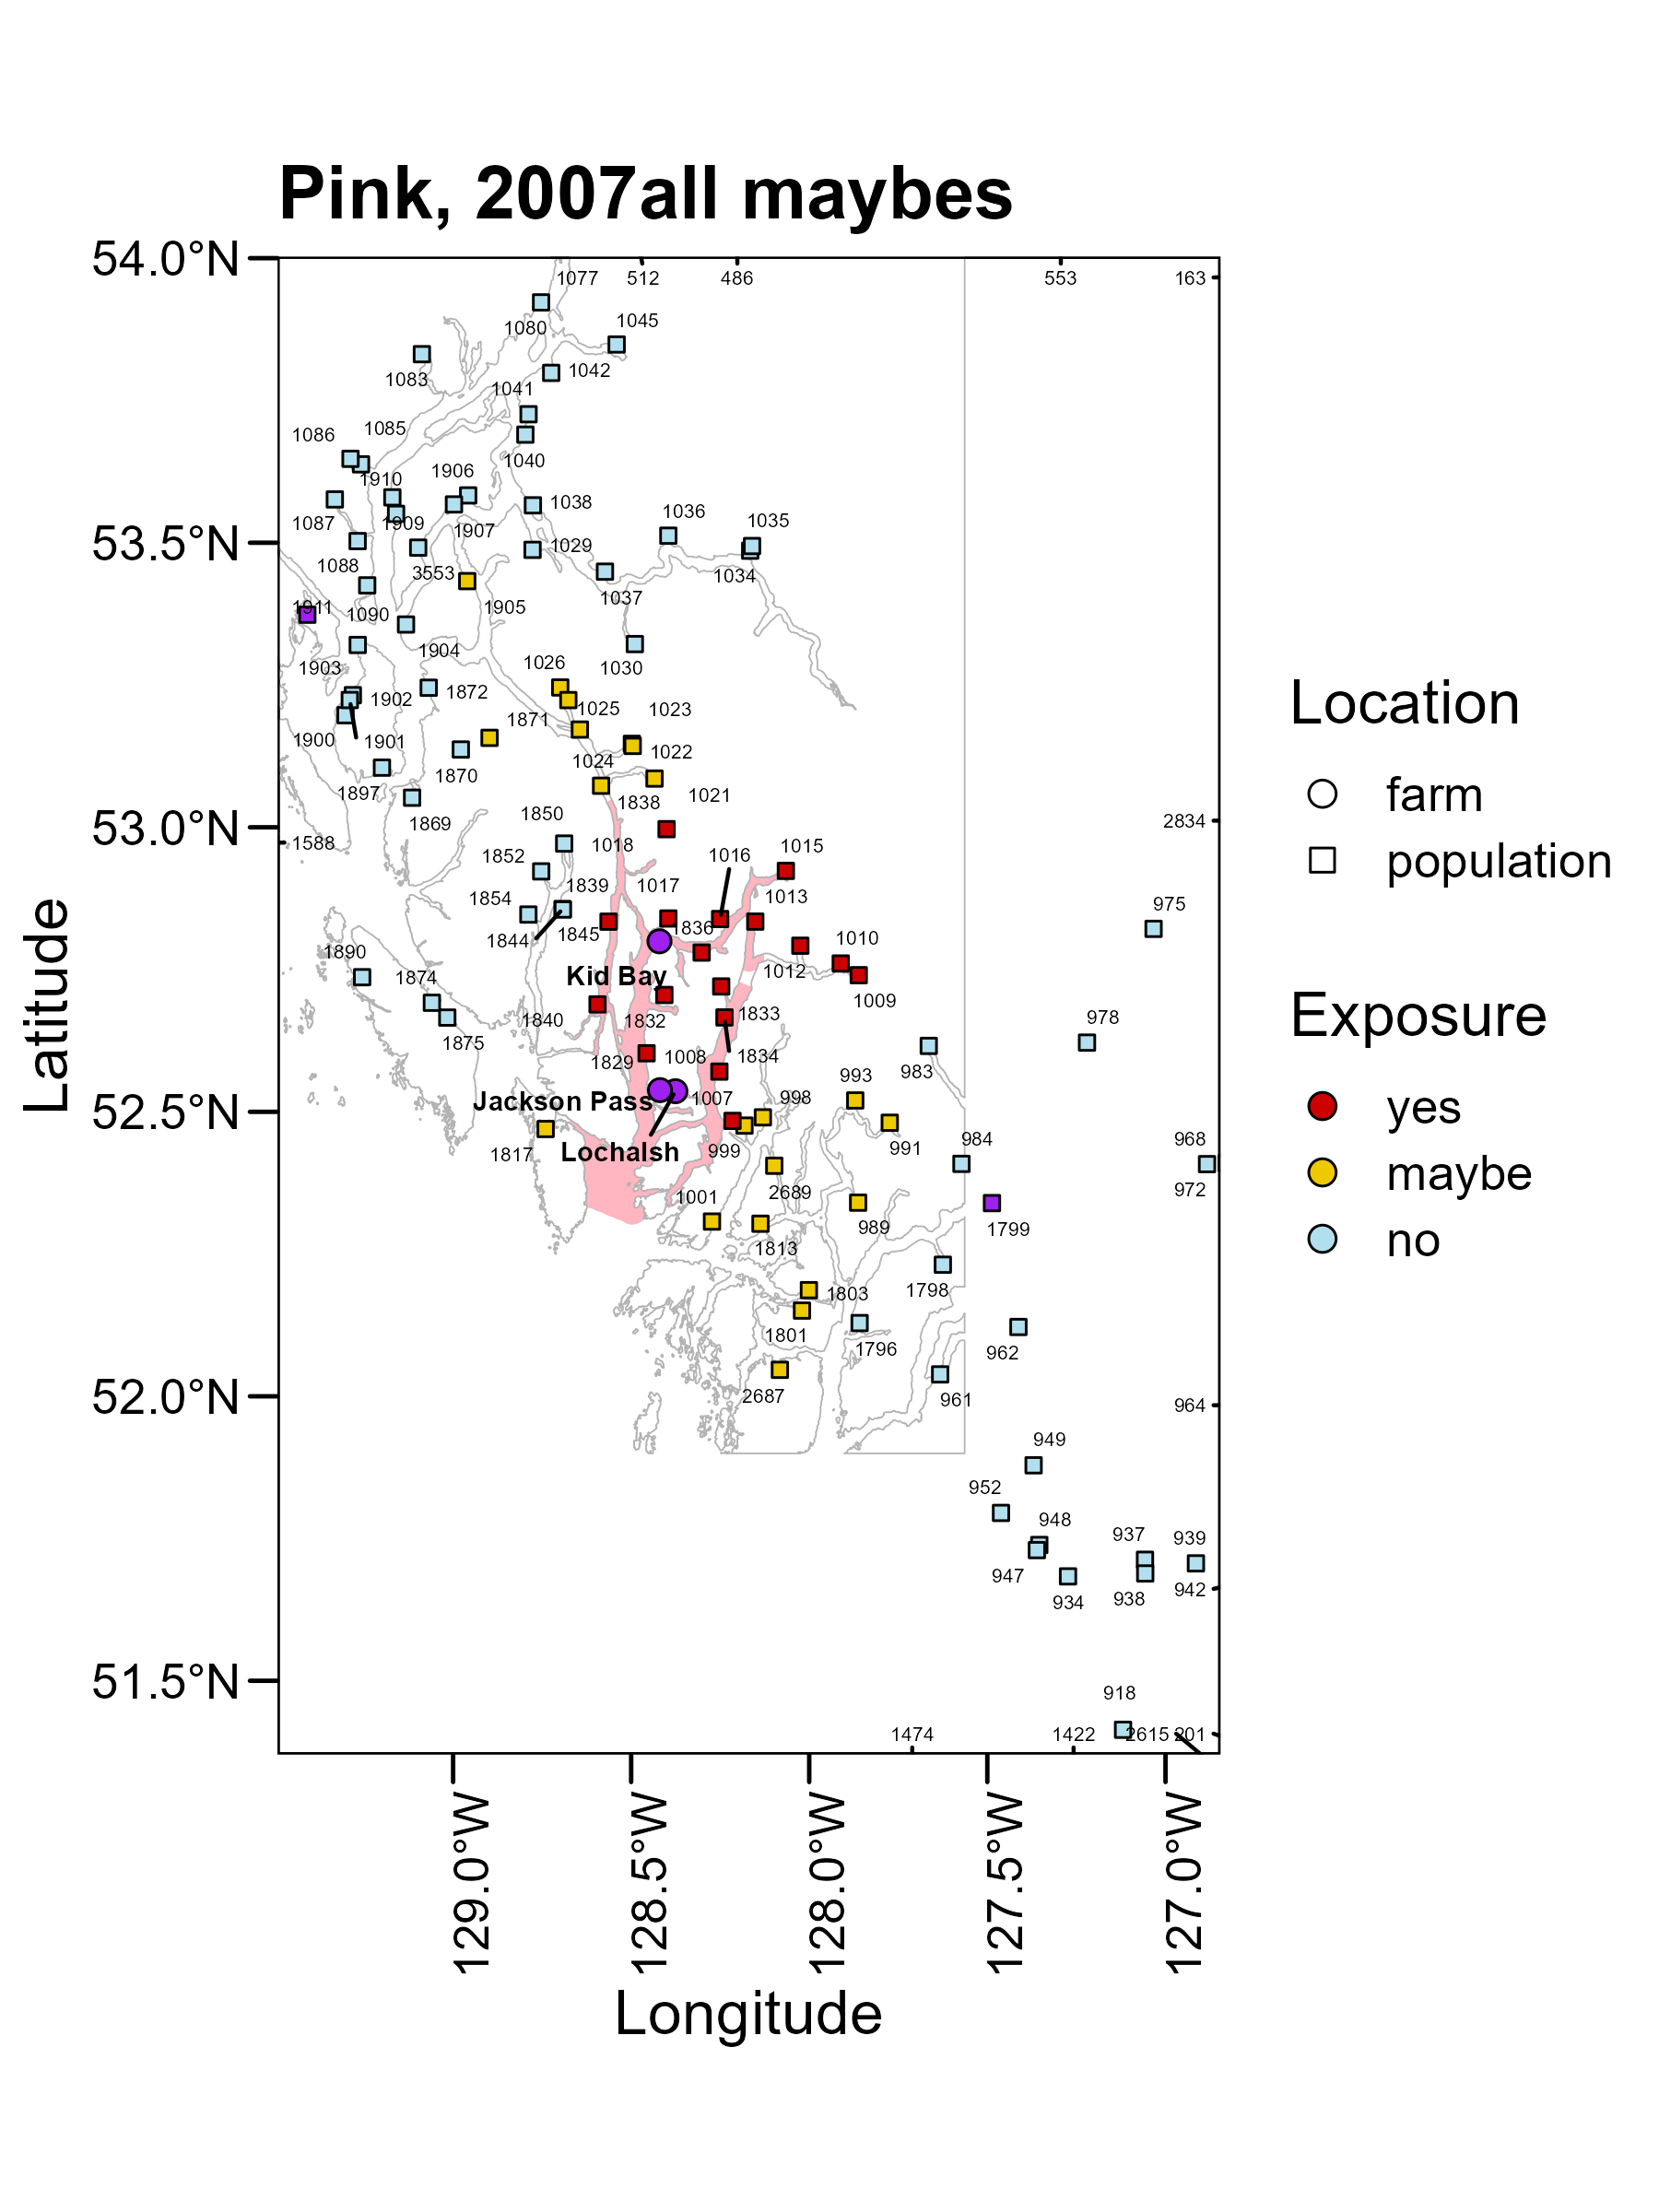 Pink, 2007all maybes
54.0°N
53.5°N
53.0°N
52.5°N
52.0°N
51.5°N
Latitude
1077 512 486 553 163
1080 1045
1083 1042
1041
1086 1085
1040
1910 1906
1087 1909 1907 1038 1036 1035
1088 3553 1029 1034
1911 1090 1905 1037
1903 1904 1026 1030
1902 1872 1025 1023
1900 1901 1871 1022
1897 1870 1024 1838 1021
1869 1850 2834
1588 1852 1018 1016 1015
1854 1839 1017 1013 975
1844 1845 1836 1010
1890 1874 Kid Bay 1012
1875 1840 1832 1009
1833 978
1829 1008 1834 983
993
Jackson Pass 1007 998
1817 Lochalsh 999 991 984 968
1001 2689 972
1813 989 1799
1803 1798
1801 1796 962
2687 961 964
949
952
948 937 939
947 934 938 942
918
1474 1422 2615 201
129.0°W
128.5°W
128.0°W
127.5°W
127.0°W
Longitude
Location
farm
population
Exposure
yes
maybe
no